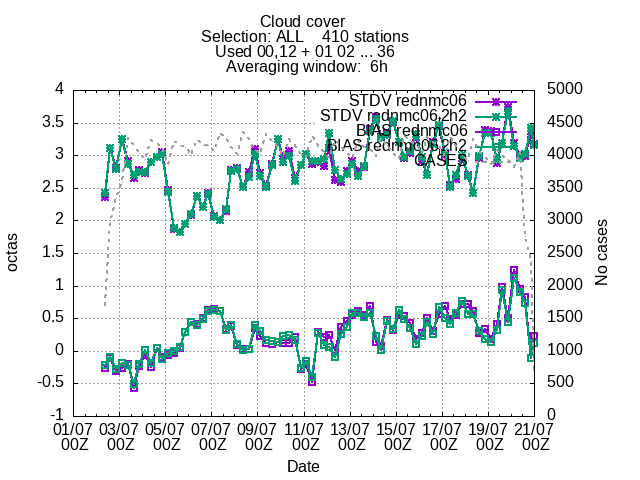 Cloud cover
Selection: ALL 410 stations
Used 00,12 + 01 02 ... 36
Averaging window: 6h
STDV rednmc06
STDV rednmc06.2h2
BIAS rednmc06
BIAS rednmc06.2h2
CASES
4
3.5
3
2.5
2
1.5
1
0.5
0
-0.5
-1
octas
5000
4500
4000
3500
3000
2500
2000
1500
1000
500
0
No cases
01/07 03/07 05/07 07/07 09/07 11/07 13/07 15/07 17/07 19/07 21/07
00Z 00Z 00Z 00Z 00Z 00Z 00Z 00Z 00Z 00Z 00Z
Date